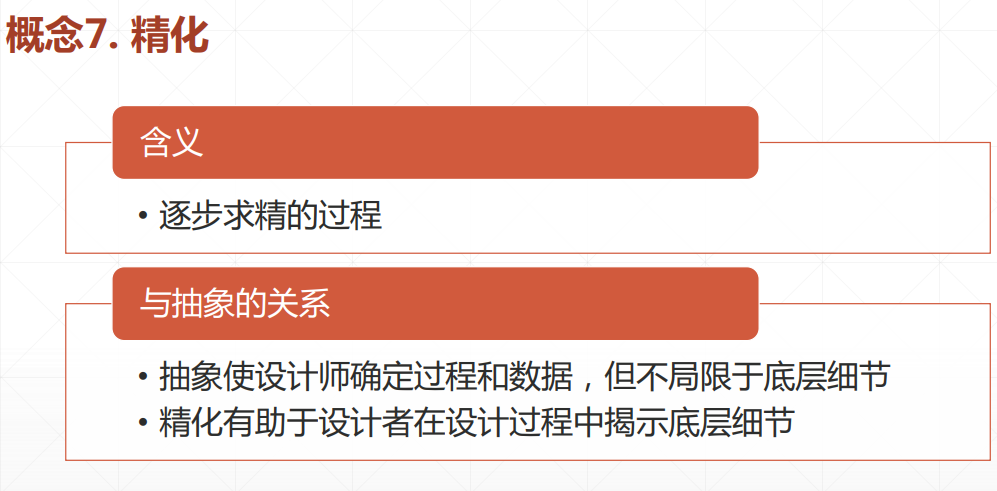 概念7. 精化
含义
• 逐步求精的过程
与抽象的关系
• 抽象使设计师确定过程和数据，但不局限于底层细节
• 精化有助于设计者在设计过程中揭示底层细节